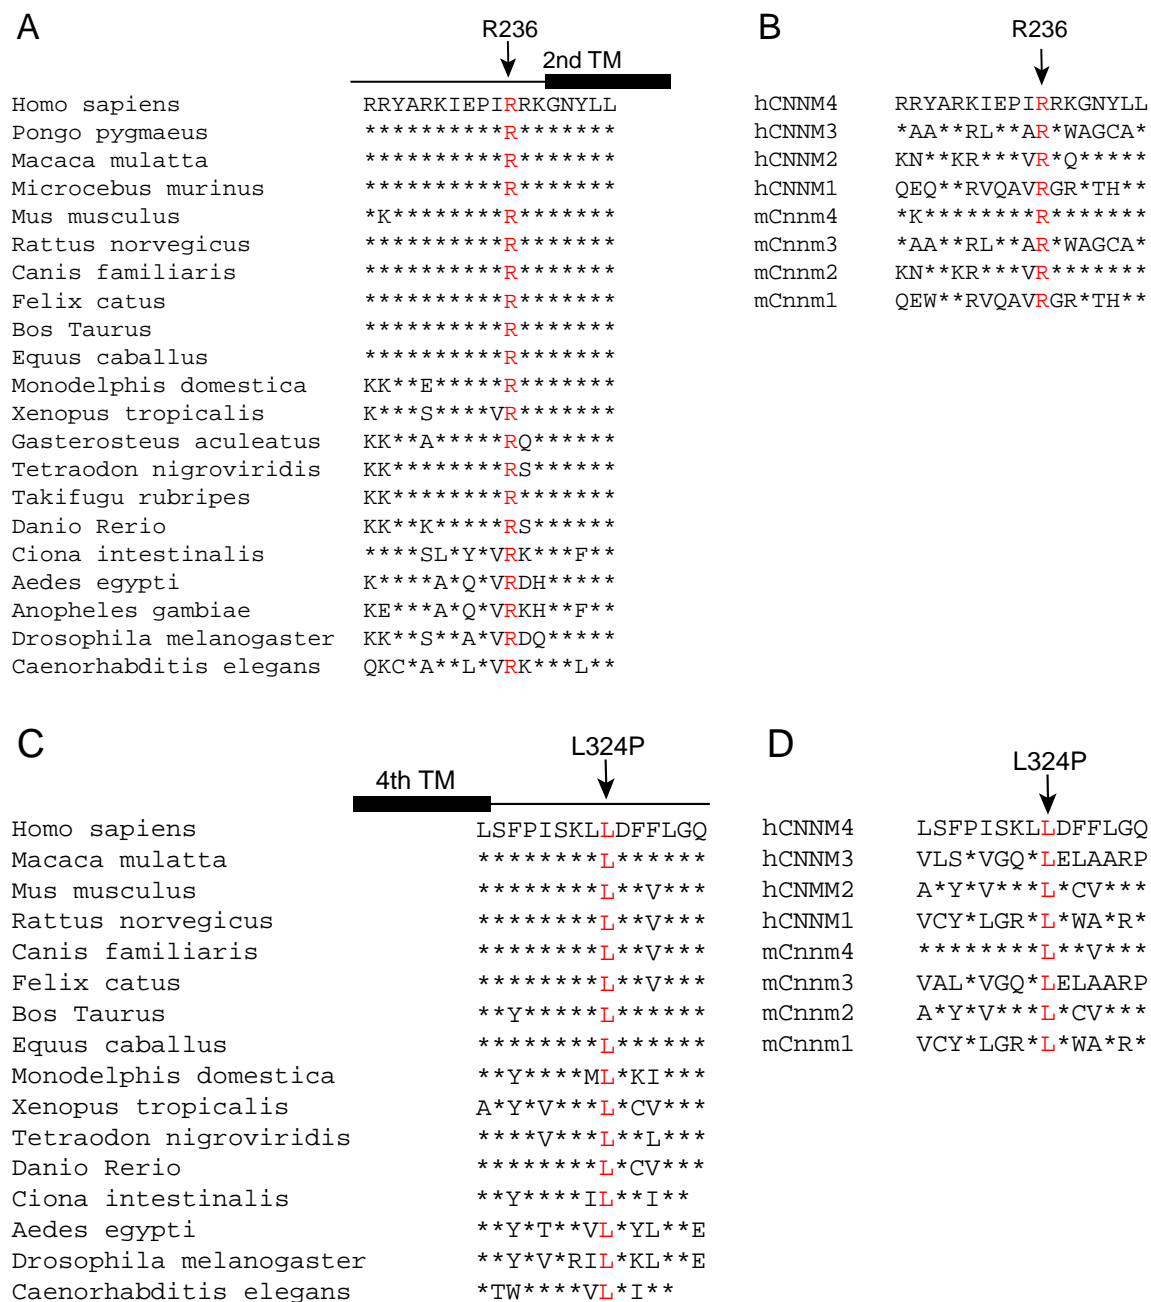 A
R236
2nd TM
Homo sapiens RRYARKIEPIRRKGNYLL
Pongo pygmaeus **********R*******
Macaca mulatta **********R*******
Microcebus murinus **********R*******
Mus musculus *K********R*******
Rattus norvegicus **********R*******
Canis familiaris **********R*******
Felix catus **********R*******
Bos Taurus **********R*******
Equus caballus **********R*******
Monodelphis domestica KK**E*****R*******
Xenopus tropicalis K***S****VR*******
Gasterosteus aculeatus KK**A*****RQ******
Tetraodon nigroviridis KK********RS******
Takifugu rubripes KK********R*******
Danio Rerio KK**K*****RS******
Ciona intestinalis ****SL*Y*VRK***F**
Aedes egypti K****A*Q*VRDH*****
Anopheles gambiae KE***A*Q*VRKH**F**
Drosophila melanogaster KK**S**A*VRDQ*****
Caenorhabditis elegans QKC*A**L*VRK***L**
B
R236
hCNNM4 RRYARKIEPIRRKGNYLL
hCNNM3 *AA**RL**AR*WAGCA*
hCNNM2 KN**KR***VR*Q*****
hCNNM1 QEQ**RVQAVRGR*TH**
mCnnm4 *K********R*******
mCnnm3 *AA**RL**AR*WAGCA*
mCnnm2 KN**KR***VR*******
mCnnm1 QEW**RVQAVRGR*TH**
C
L324P
4th TM
Homo sapiens LSFPISKLLDFFLGQ
Macaca mulatta ********L******
Mus musculus ********L**V***
Rattus norvegicus ********L**V***
Canis familiaris ********L**V***
Felix catus ********L**V***
Bos Taurus **Y*****L******
Equus caballus ********L******
Monodelphis domestica **Y****ML*KI***
Xenopus tropicalis A*Y*V***L*CV***
Tetraodon nigroviridis ****V***L**L***
Danio Rerio ********L*CV***
Ciona intestinalis **Y****IL**I**
Aedes egypti **Y*T**VL*YL**E
Drosophila melanogaster **Y*V*RIL*KL**E
Caenorhabditis elegans *TW****VL*I**
D
L324P
hCNNM4 LSFPISKLLDFFLGQ
hCNNM3 VLS*VGQ*LELAARP
hCNMM2 A*Y*V***L*CV***
hCNNM1 VCY*LGR*L*WA*R*
mCnnm4 ********L**V***
mCnnm3 VAL*VGQ*LELAARP
mCnnm2 A*Y*V***L*CV***
mCnnm1 VCY*LGR*L*WA*R*